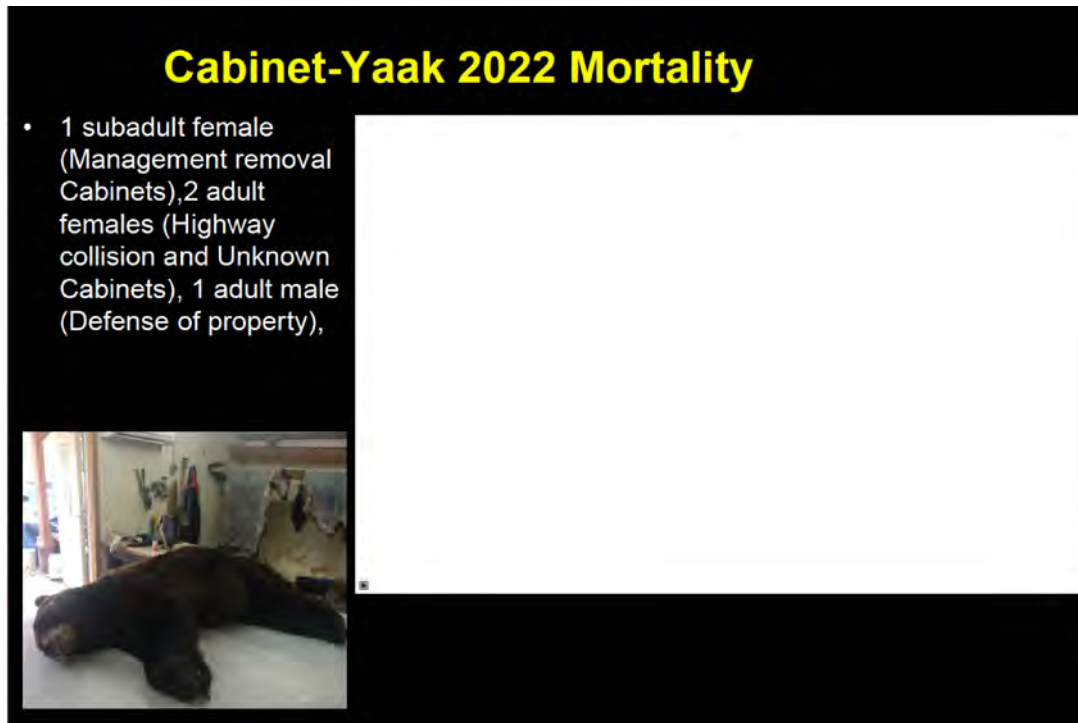 Cabinet-Yaak 2022 Mortality
• 1 subadult female
(Management removal
Cabinets),2 adult
females (Highway
collision and Unknown
Cabinets), 1 adult male
(Defense of property),